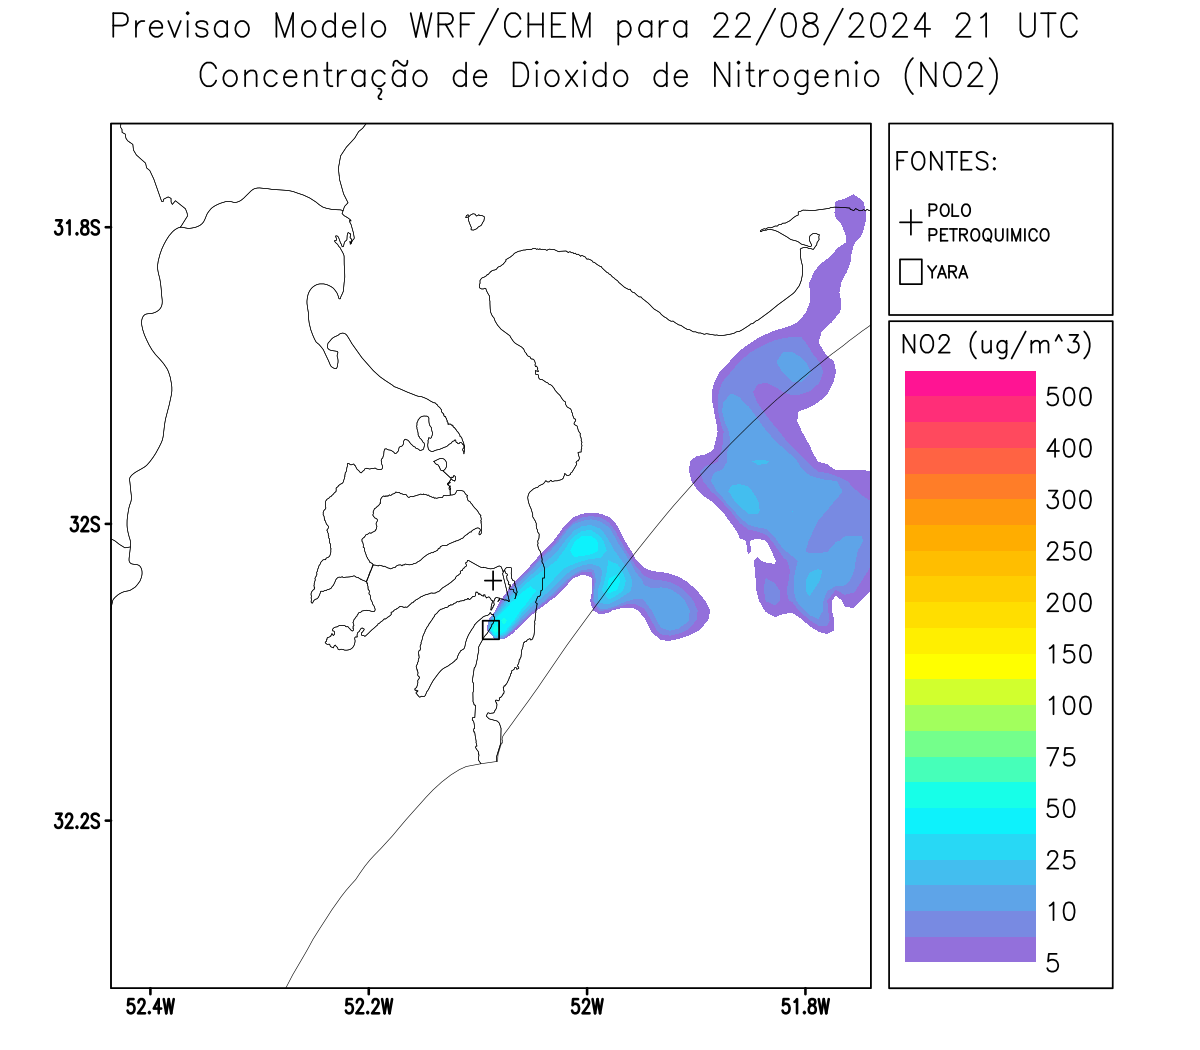 Previsao Modelo WRF/CHEM para 22/08/2024 21 UTC
Concentração de Dioxido de Nitrogenio (NO2)
FONTES:
POLO
PETROQUIMICO
YARA
NO2 (ug/m^3)
500
400
300
250
200
150
100
75
50
25
10
5
31.8S
32S
32.2S
52.4W
52.2W
52W
51.8W